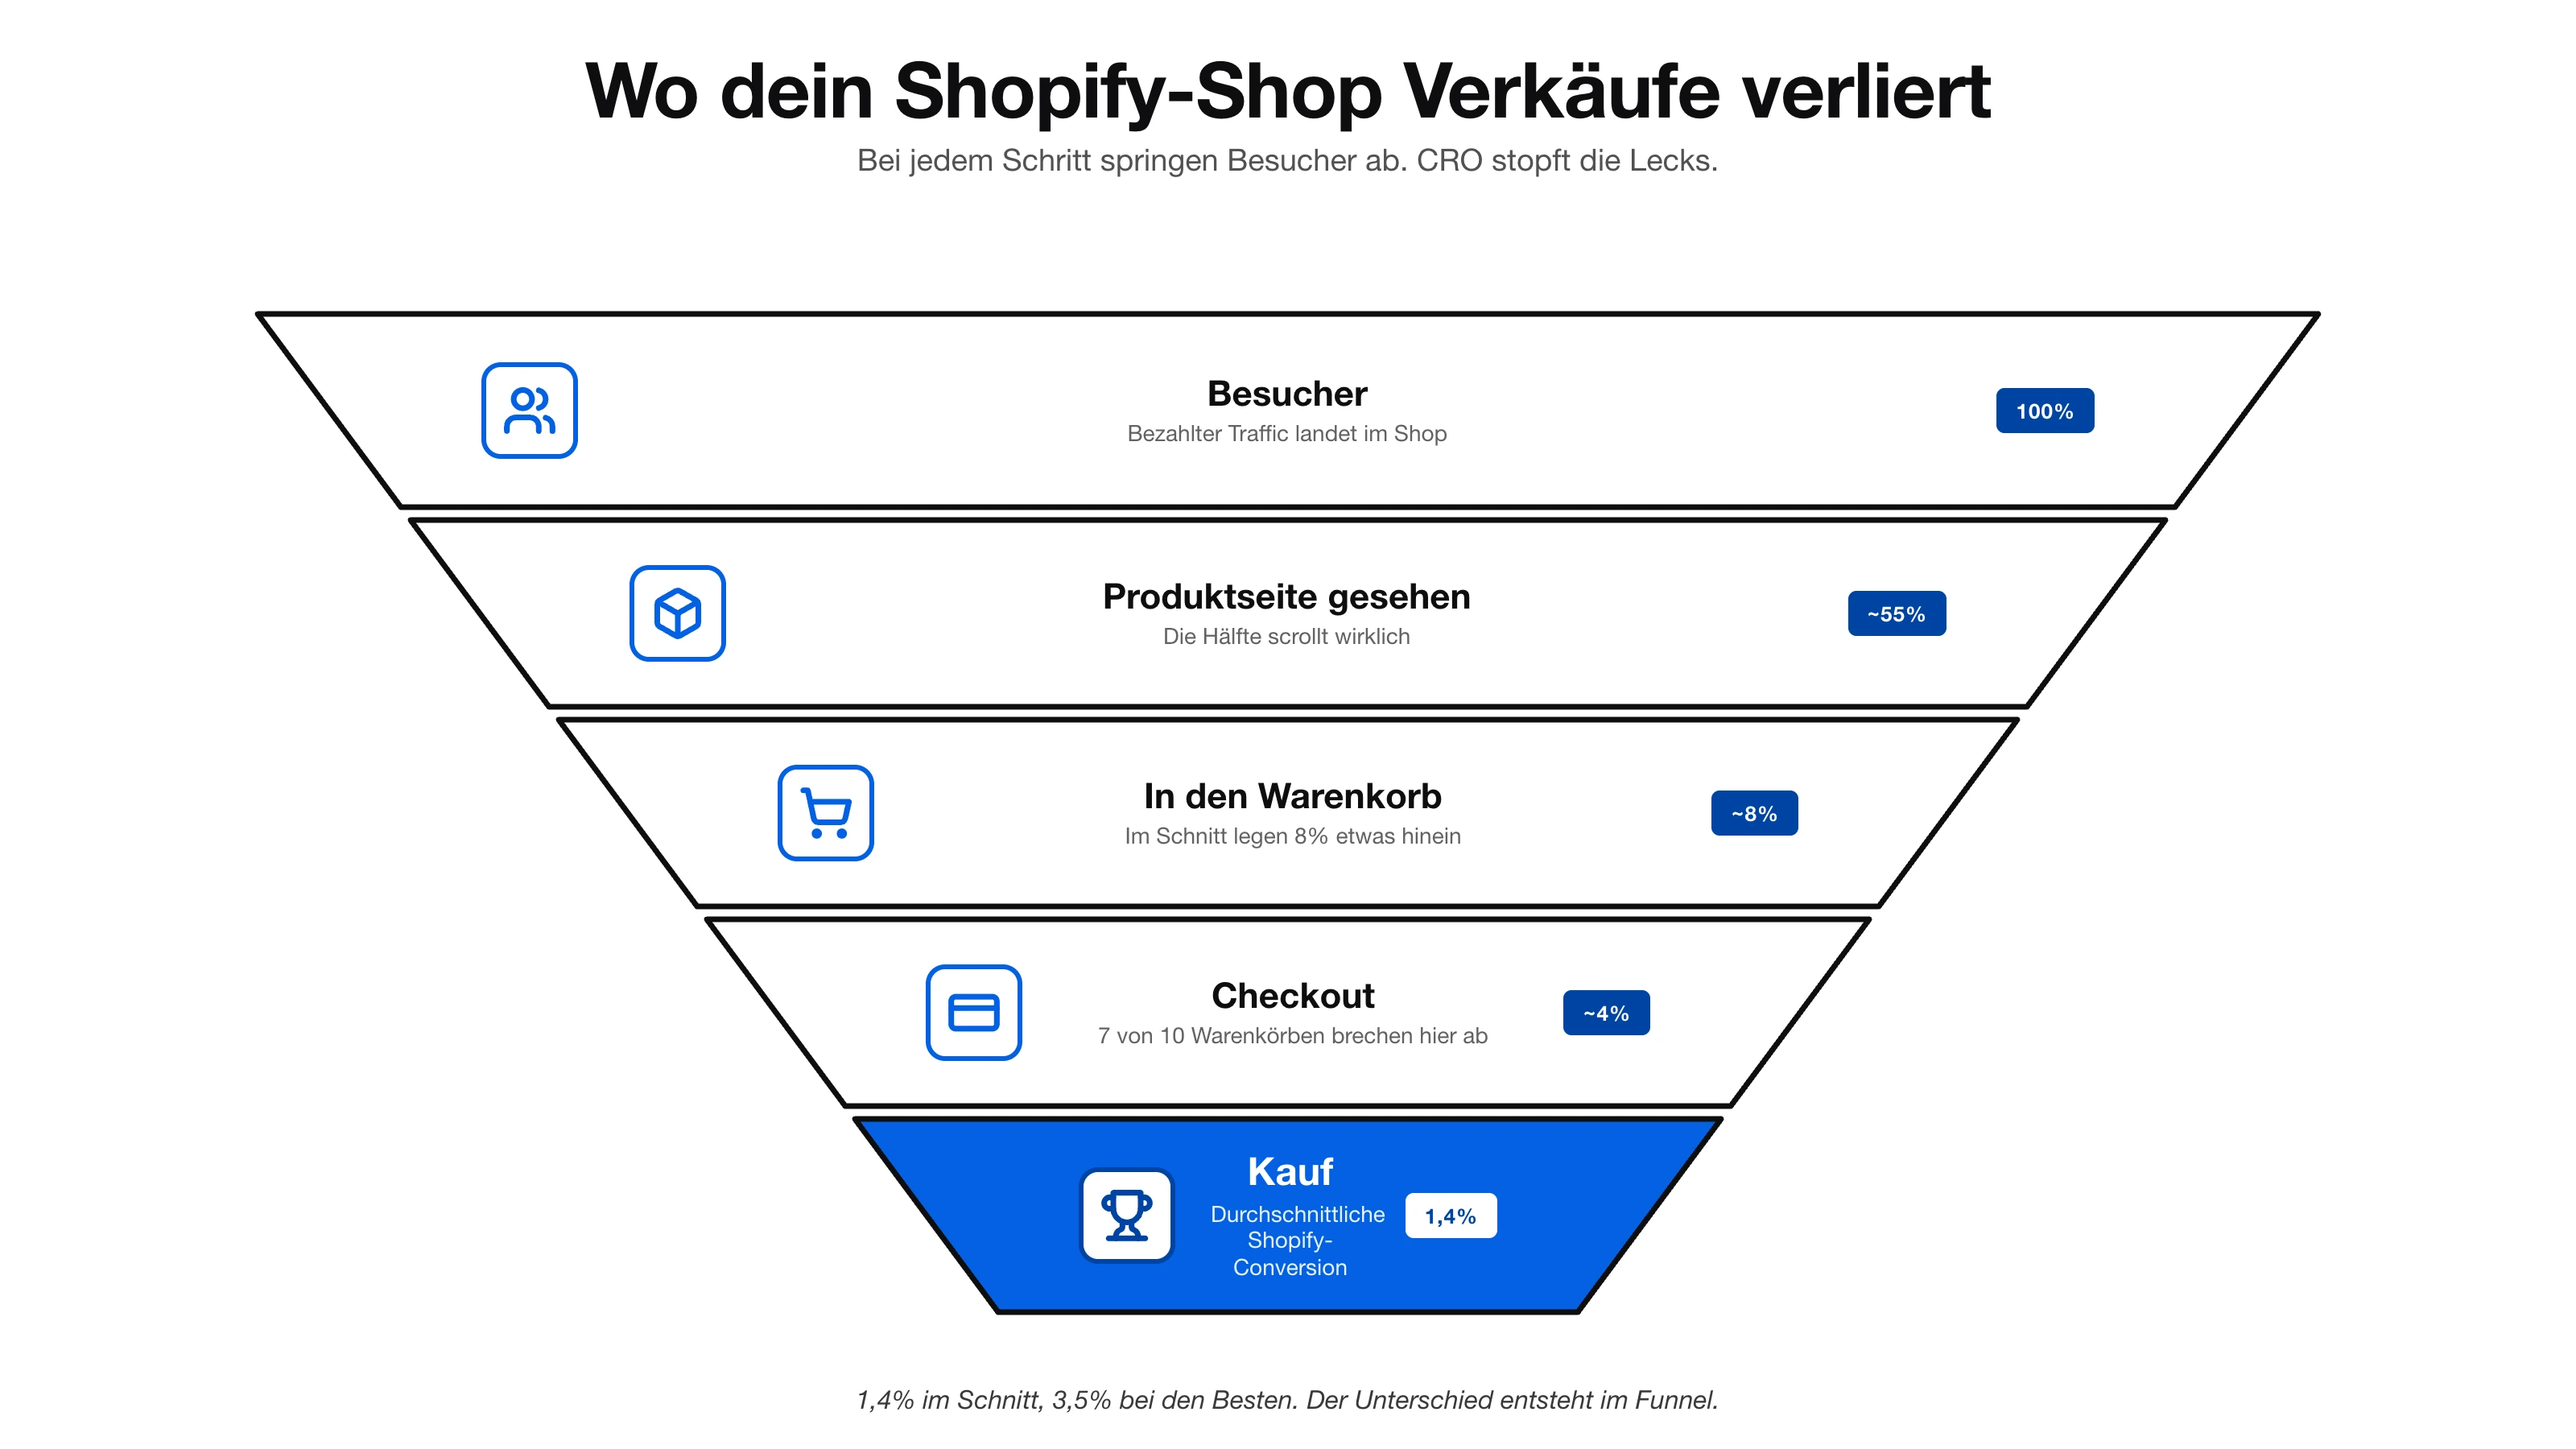 Wo dein Shopify-Shop Verkäufe verliert
Bei jedem Schritt springen Besucher ab. CRO stopft die Lecks.
Besucher
Bezahlter Traffic landet im Shop
100%
Produktseite gesehen
Die Hälfte scrollt wirklich
~55%
In den Warenkorb
Im Schnitt legen 8% etwas hinein
~8%
Checkout
7 von 10 Warenkörben brechen hier ab
~4%
Kauf
Durchschnittliche
Shopify-
Conversion
1,4%
1,4% im Schnitt, 3,5% bei den Besten. Der Unterschied entsteht im Funnel.